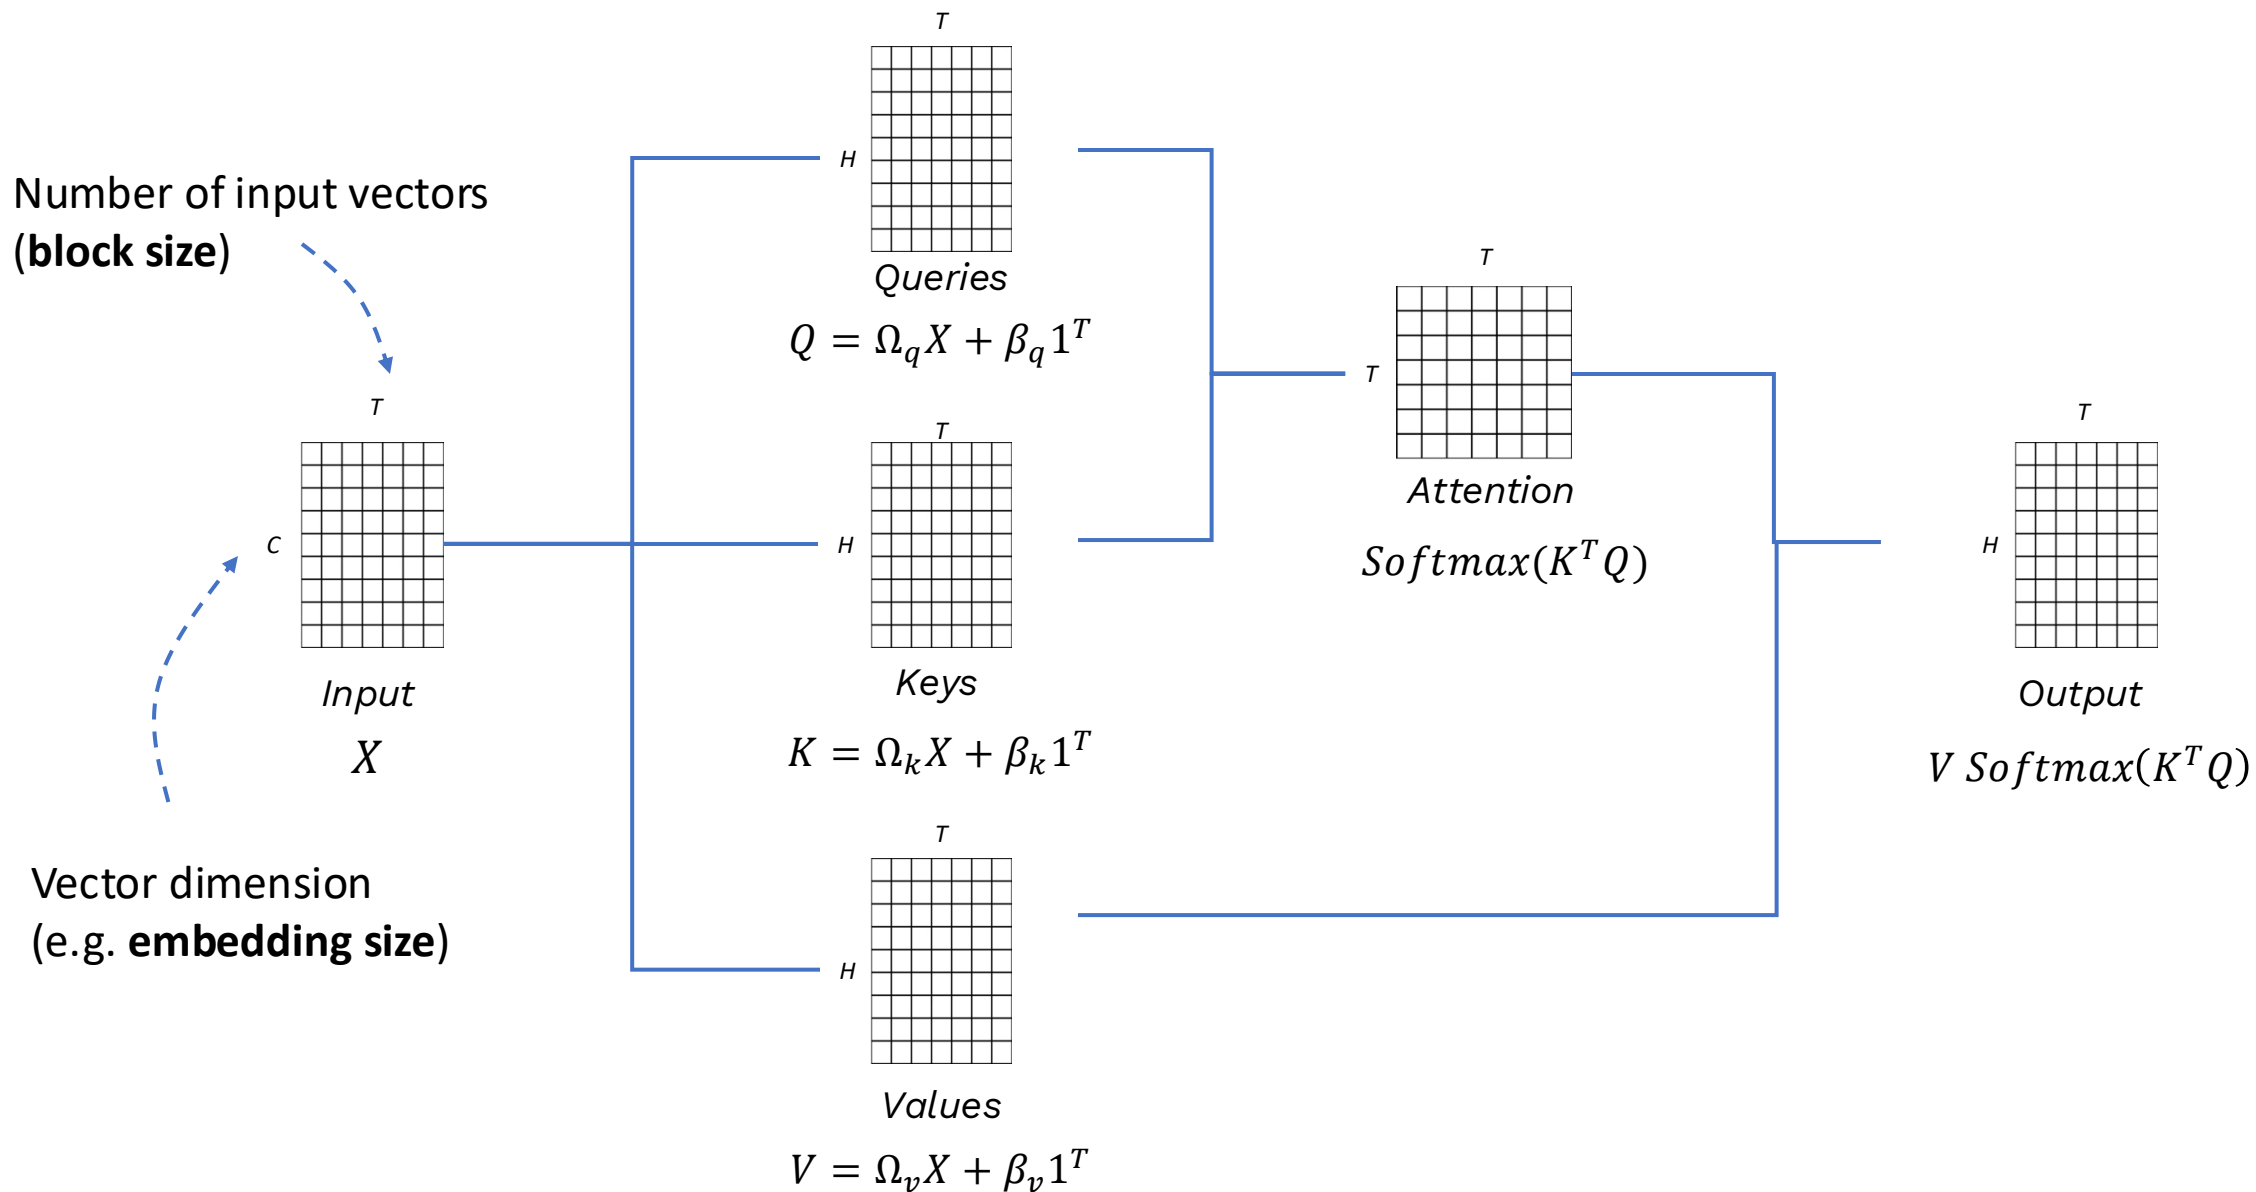 T
Number of input vectors
(block size)
H
Queries
Q = Ω_q X + β_q 1^T
T
T
Attention
Softmax(K^T Q)
T
C
Input
X
T
H
Keys
K = Ω_k X + β_k 1^T
T
H
Output
V Softmax(K^T Q)
Vector dimension
(e.g. embedding size)
T
H
Values
V = Ω_v X + β_v 1^T